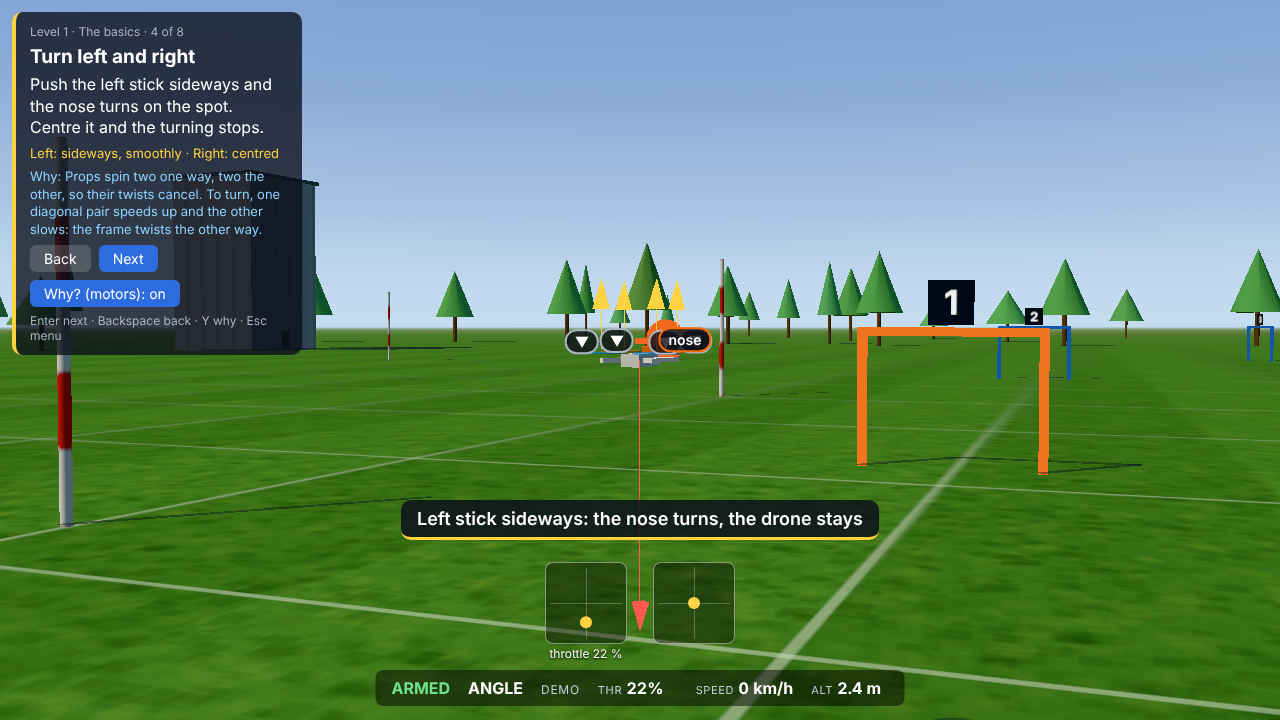 Level 1 · The basics · 4 of 8
Turn left and right
Push the left stick sideways and
the nose turns on the spot.
Centre it and the turning stops.
Left: sideways, smoothly · Right: centred
Why: Props spin two one way, two the
other, so their twists cancel. To turn, one
diagonal pair speeds up and the other
slows: the frame twists the other way.
Back Next
Why? (motors): on
Enter next · Backspace back · Y why · Esc
menu
1
2
nose
Left stick sideways: the nose turns, the drone stays
throttle 22 %
ARMED ANGLE DEMO THR 22% SPEED 0 km/h ALT 2.4 m